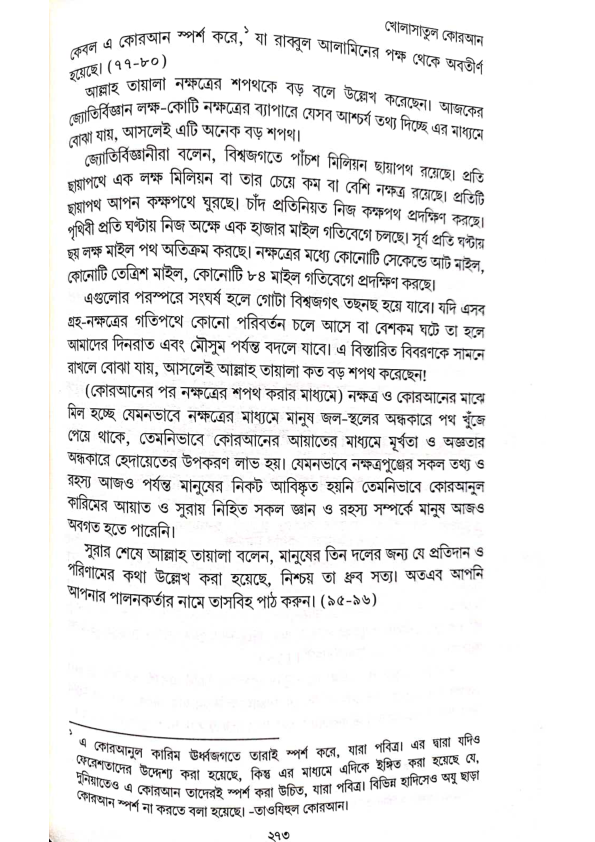 খোলাসাতুল কোরআন
কেবল এ কোরআন স্পর্শ করে,১ যা রাব্বুল আলামিনের পক্ষ থেকে অবতীর্ণ
হয়েছে। (৭৭-৮০)
আল্লাহ তায়ালা নক্ষত্রের শপথকে বড় বলে উল্লেখ করেছেন। আজকের
জ্যোতির্বিজ্ঞান লক্ষ-কোটি নক্ষত্রের ব্যাপারে যেসব আশ্চর্য তথ্য দিচ্ছে এর মাধ্যমে
বোঝা যায়, আসলেই এটি অনেক বড় শপথ।
জ্যোতির্বিজ্ঞানীরা বলেন, বিশ্বজগতে পাঁচশ মিলিয়ন ছায়াপথ রয়েছে। প্রতি
ছায়াপথে এক লক্ষ মিলিয়ন বা তার চেয়ে কম বা বেশি নক্ষত্র রয়েছে। প্রতিটি
ছায়াপথ আপন কক্ষপথে ঘুরছে। চাঁদ প্রতিনিয়ত নিজ কক্ষপথ প্রদক্ষিণ করছে।
পৃথিবী প্রতি ঘণ্টায় নিজ অক্ষে এক হাজার মাইল গতিবেগে চলছে। সূর্য প্রতি ঘণ্টায়
ছয় লক্ষ মাইল পথ অতিক্রম করছে। নক্ষত্রের মধ্যে কোনোটি সেকেন্ডে আট মাইল,
কোনোটি তেত্রিশ মাইল, কোনোটি ৮৪ মাইল গতিবেগে প্রদক্ষিণ করছে।
এগুলোর পরস্পরে সংঘর্ষ হলে গোটা বিশ্বজগৎ তছনছ হয়ে যাবে। যদি এসব
গ্রহ-নক্ষত্রের গতিপথে কোনো পরিবর্তন চলে আসে বা বেশকম ঘটে তা হলে
আমাদের দিনরাত এবং মৌসুম পর্যন্ত বদলে যাবে। এ বিস্তারিত বিবরণকে সামনে
রাখলে বোঝা যায়, আসলেই আল্লাহ তায়ালা কত বড় শপথ করেছেন!
(কোরআনের পর নক্ষত্রের শপথ করার মাধ্যমে) নক্ষত্র ও কোরআনের মাঝে
মিল হচ্ছে যেমনভাবে নক্ষত্রের মাধ্যমে মানুষ জল-স্থলের অন্ধকারে পথ খুঁজে
পেয়ে থাকে, তেমনিভাবে কোরআনের আয়াতের মাধ্যমে মূর্খতা ও অজ্ঞতার
অন্ধকারে হেদায়েতের উপকরণ লাভ হয়। যেমনভাবে নক্ষত্রপুঞ্জের সকল তথ্য ও
রহস্য আজও পর্যন্ত মানুষের নিকট আবিষ্কৃত হয়নি তেমনিভাবে কোরআনুল
কারিমের আয়াত ও সুরায় নিহিত সকল জ্ঞান ও রহস্য সম্পর্কে মানুষ আজও
অবগত হতে পারেনি।
সুরার শেষে আল্লাহ তায়ালা বলেন, মানুষের তিন দলের জন্য যে প্রতিদান ও
পরিণামের কথা উল্লেখ করা হয়েছে, নিশ্চয় তা ধ্রুব সত্য। অতএব আপনি
আপনার পালনকর্তার নামে তাসবিহ পাঠ করুন। (৯৫-৯৬)
১ এ কোরআনুল কারিম ঊর্ধ্বজগতে তারাই স্পর্শ করে, যারা পবিত্র। এর দ্বারা যদিও
ফেরেশতাদের উদ্দেশ্য করা হয়েছে, কিন্তু এর মাধ্যমে এদিকে ইঙ্গিত করা হয়েছে যে,
দুনিয়াতেও এ কোরআন তাদেরই স্পর্শ করা উচিত, যারা পবিত্র। বিভিন্ন হাদিসেও অযু ছাড়া
কোরআন স্পর্শ না করতে বলা হয়েছে। -তাওযিহুল কোরআন।
২৭৩